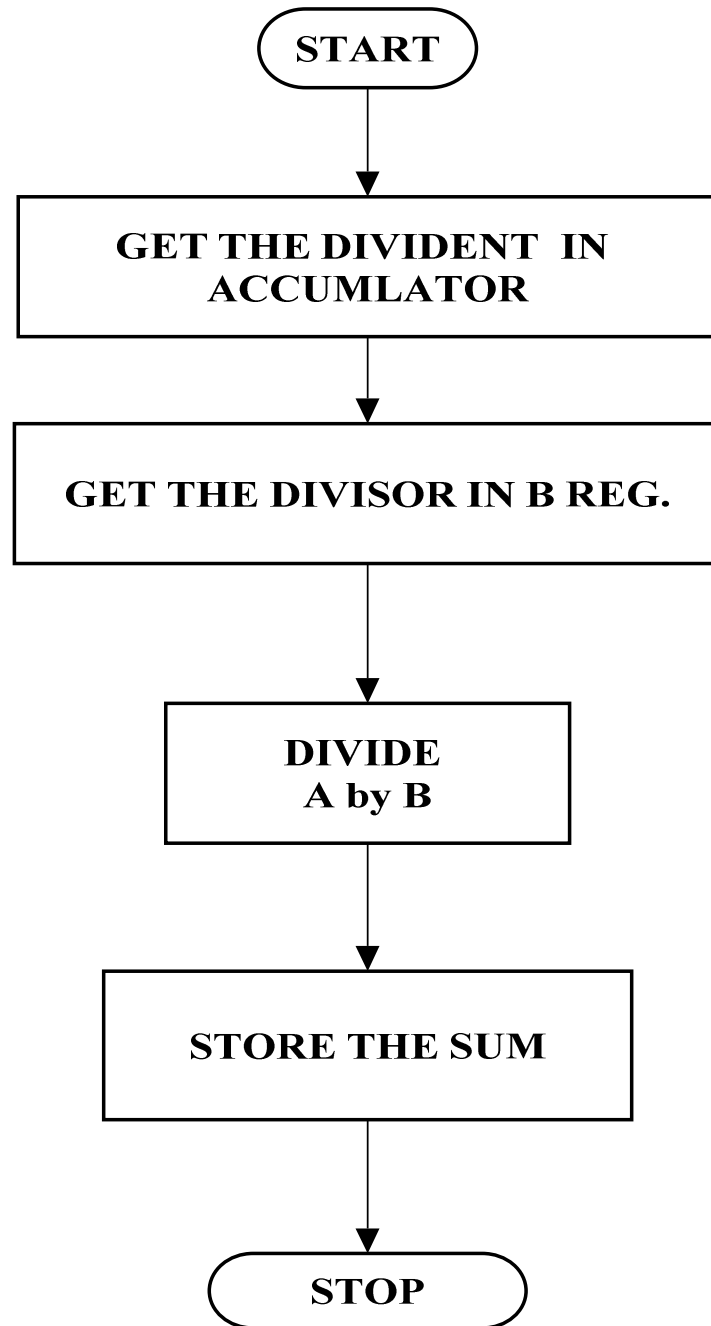 START
GET THE DIVIDENT IN
ACCUMLATOR
GET THE DIVISOR IN B REG.
DIVIDE
A by B
STORE THE SUM
STOP